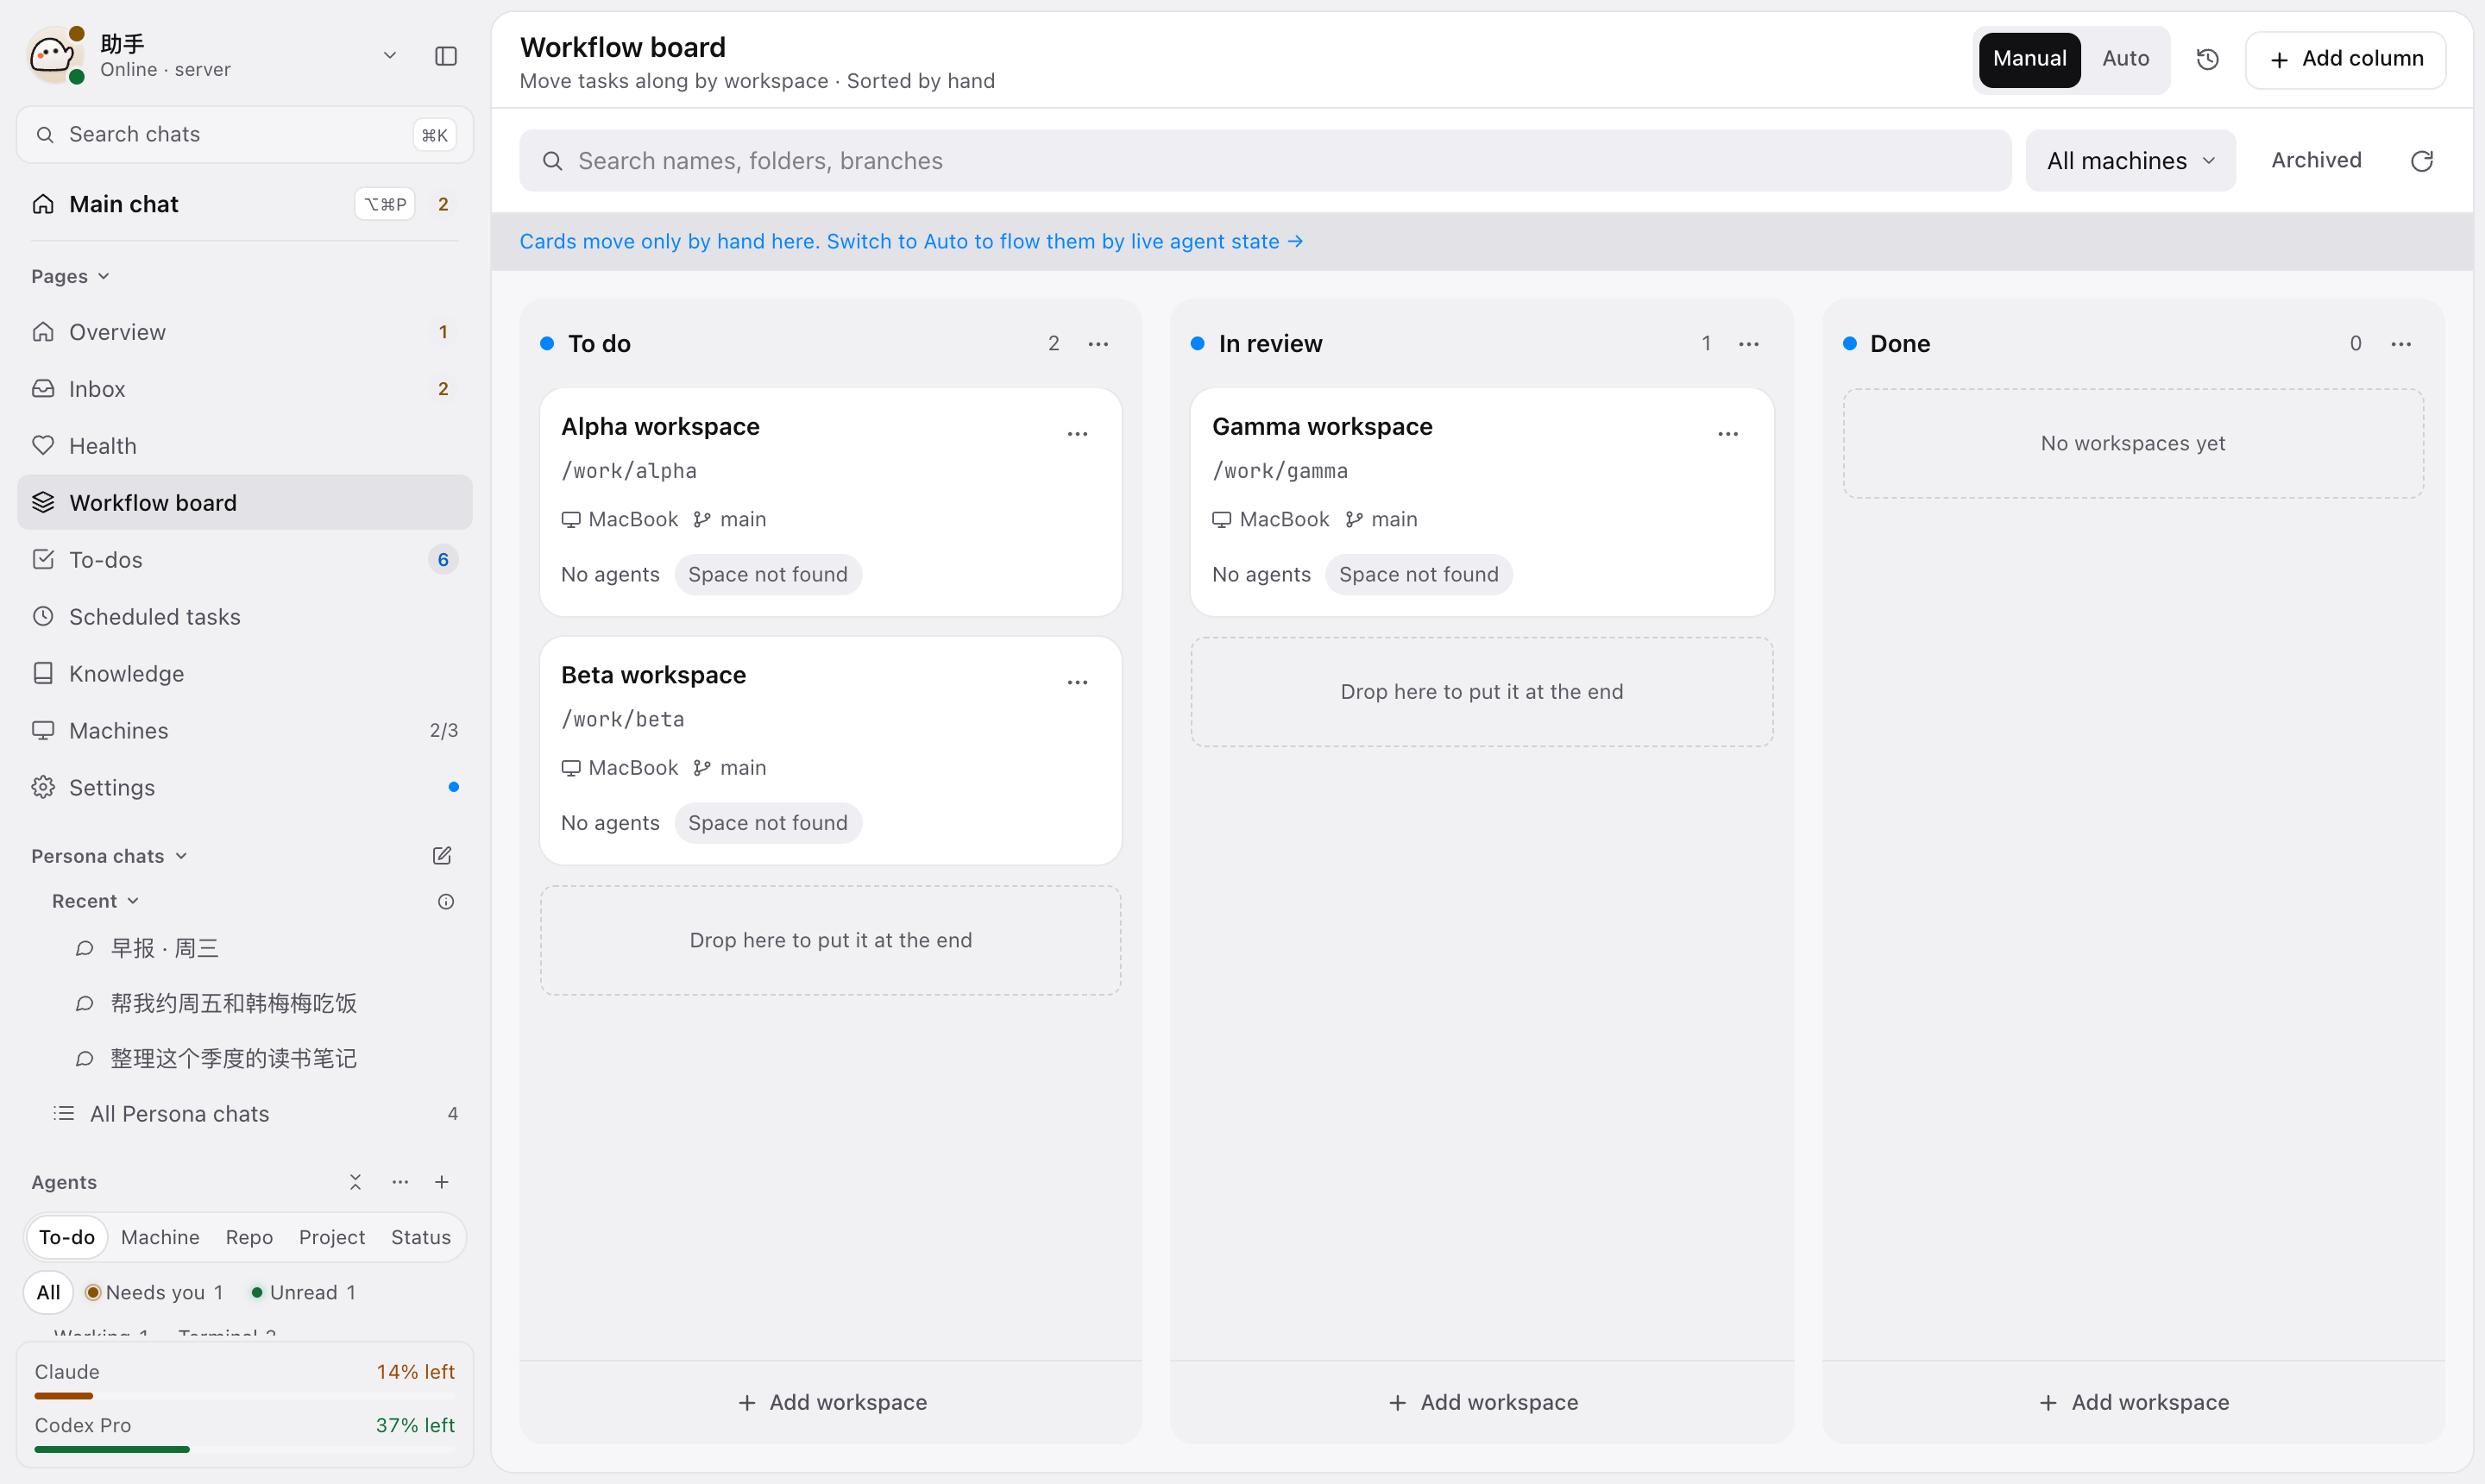 助手
Online · server
Search chats
⌘K
Main chat
⌥⌘P
2
Pages
Overview
1
Inbox
2
Health
Workflow board
To-dos
6
Scheduled tasks
Knowledge
Machines
2/3
Settings
Persona chats
Recent
早报 · 周三
帮我约周五和韩梅梅吃饭
整理这个季度的读书笔记
All Persona chats
4
Agents
To-do Machine Repo Project Status
All Needs you 1 Unread 1
Working 1 Terminal
Claude
14% left
Codex Pro
37% left
Workflow board
Move tasks along by workspace · Sorted by hand
Manual Auto
Add column
Search names, folders, branches
All machines
Archived
Cards move only by hand here. Switch to Auto to flow them by live agent state →
To do
2
Alpha workspace
/work/alpha
MacBook main
No agents Space not found
Beta workspace
/work/beta
MacBook main
No agents Space not found
Drop here to put it at the end
Add workspace
In review
1
Gamma workspace
/work/gamma
MacBook main
No agents Space not found
Drop here to put it at the end
Add workspace
Done
0
No workspaces yet
Add workspace